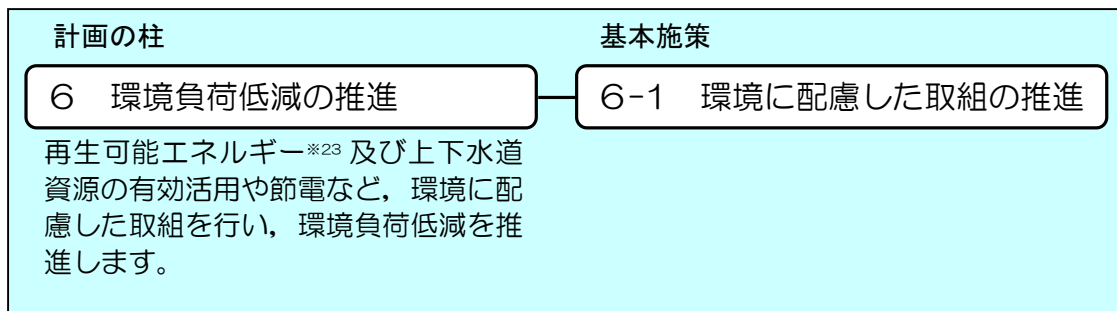 計画の柱
基本施策
6 環境負荷低減の推進
6-1 環境に配慮した取組の推進
再生可能エネルギー※23 及び上下水道
資源の有効活用や節電など，環境に配
慮した取組を行い，環境負荷低減を推
進します。